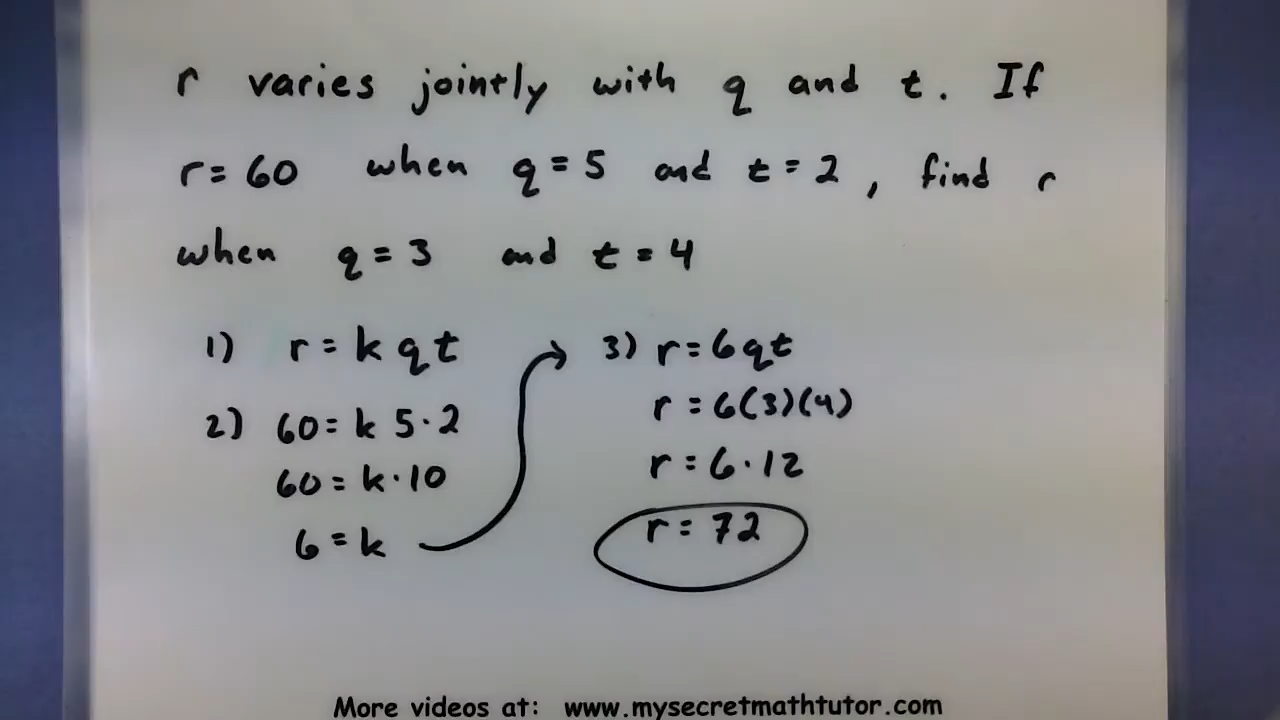 r varies jointly with q and t. If
r = 60 when q = 5 and t = 2, find r
when q = 3 and t = 4
1) r = k q t
2) 60 = k 5 · 2
60 = k · 10
6 = k
3) r = 6qt
r = 6(3)(4)
r = 6 · 12
r = 72
More videos at: www.mysecretmathtutor.com